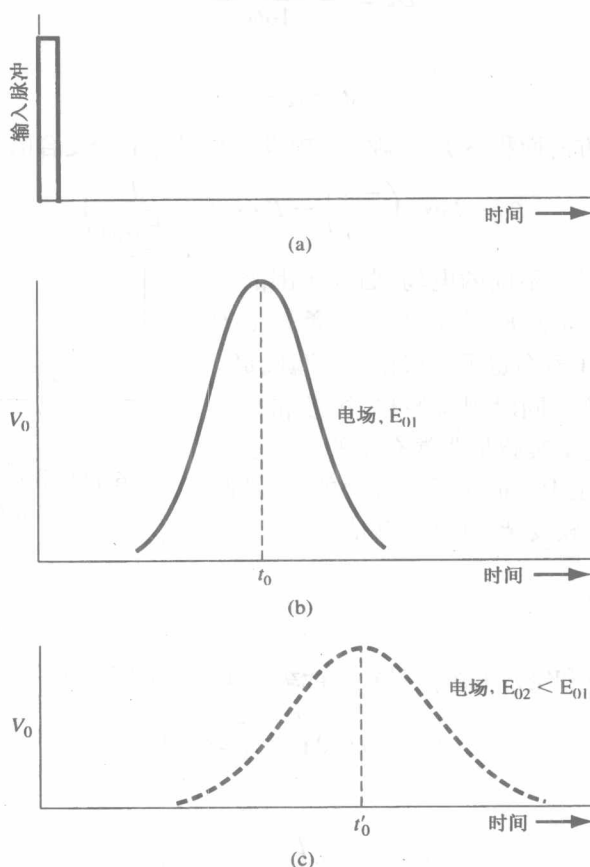 输入脉冲
时间
(a)
V₀
电场, E₀₁
t₀
时间
(b)
电场, E₀₂ < E₀₁
V₀
t′₀
时间
(c)